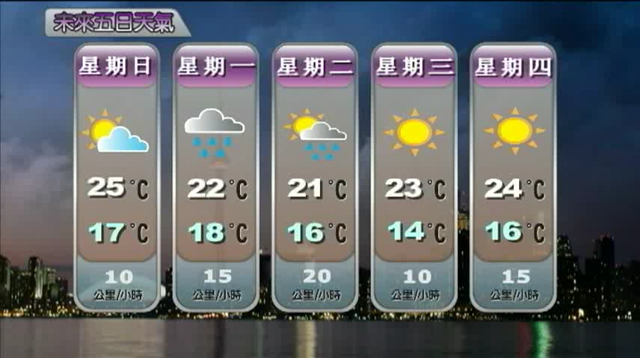 未來五日天氣
星期日
25°C
17°C
10
公里/小時
星期一
22°C
18°C
15
公里/小時
星期二
21°C
16°C
20
公里/小時
星期三
23°C
14°C
10
公里/小時
星期四
24°C
16°C
15
公里/小時